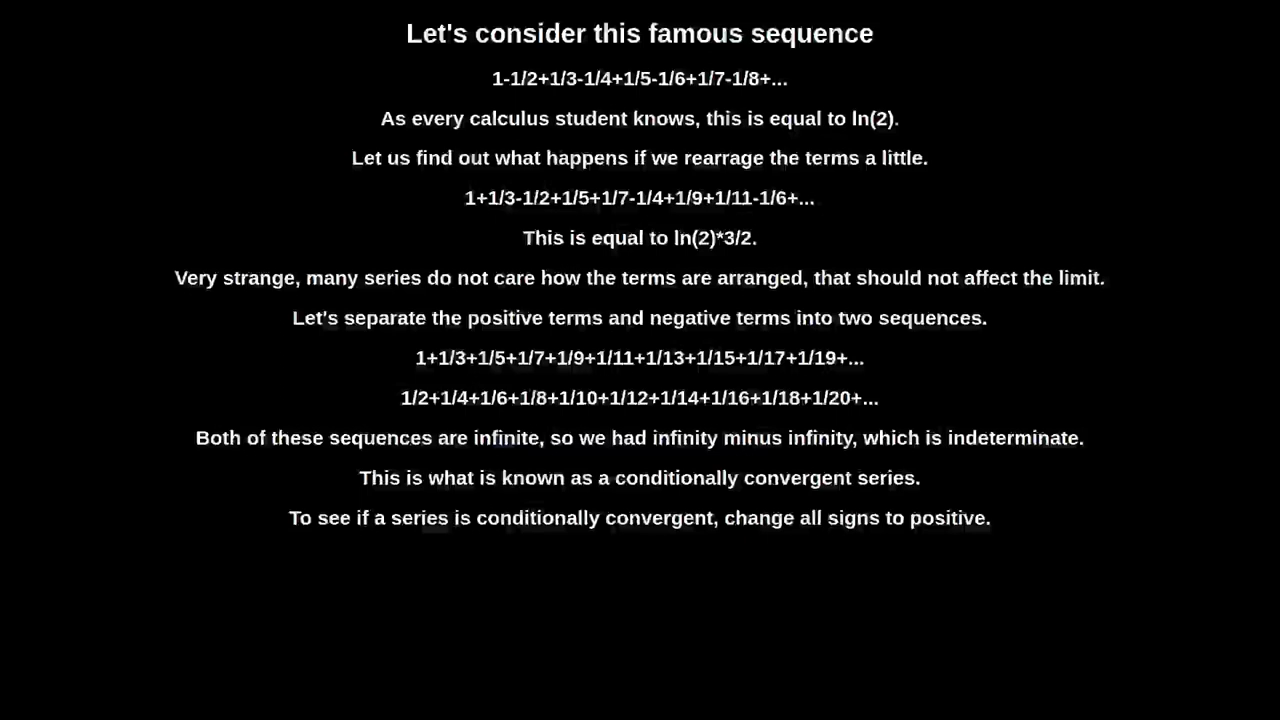 Let's consider this famous sequence
1-1/2+1/3-1/4+1/5-1/6+1/7-1/8+...
As every calculus student knows, this is equal to ln(2).
Let us find out what happens if we rearrage the terms a little.
1+1/3-1/2+1/5+1/7-1/4+1/9+1/11-1/6+...
This is equal to ln(2)*3/2.
Very strange, many series do not care how the terms are arranged, that should not affect the limit.
Let's separate the positive terms and negative terms into two sequences.
1+1/3+1/5+1/7+1/9+1/11+1/13+1/15+1/17+1/19+...
1/2+1/4+1/6+1/8+1/10+1/12+1/14+1/16+1/18+1/20+...
Both of these sequences are infinite, so we had infinity minus infinity, which is indeterminate.
This is what is known as a conditionally convergent series.
To see if a series is conditionally convergent, change all signs to positive.